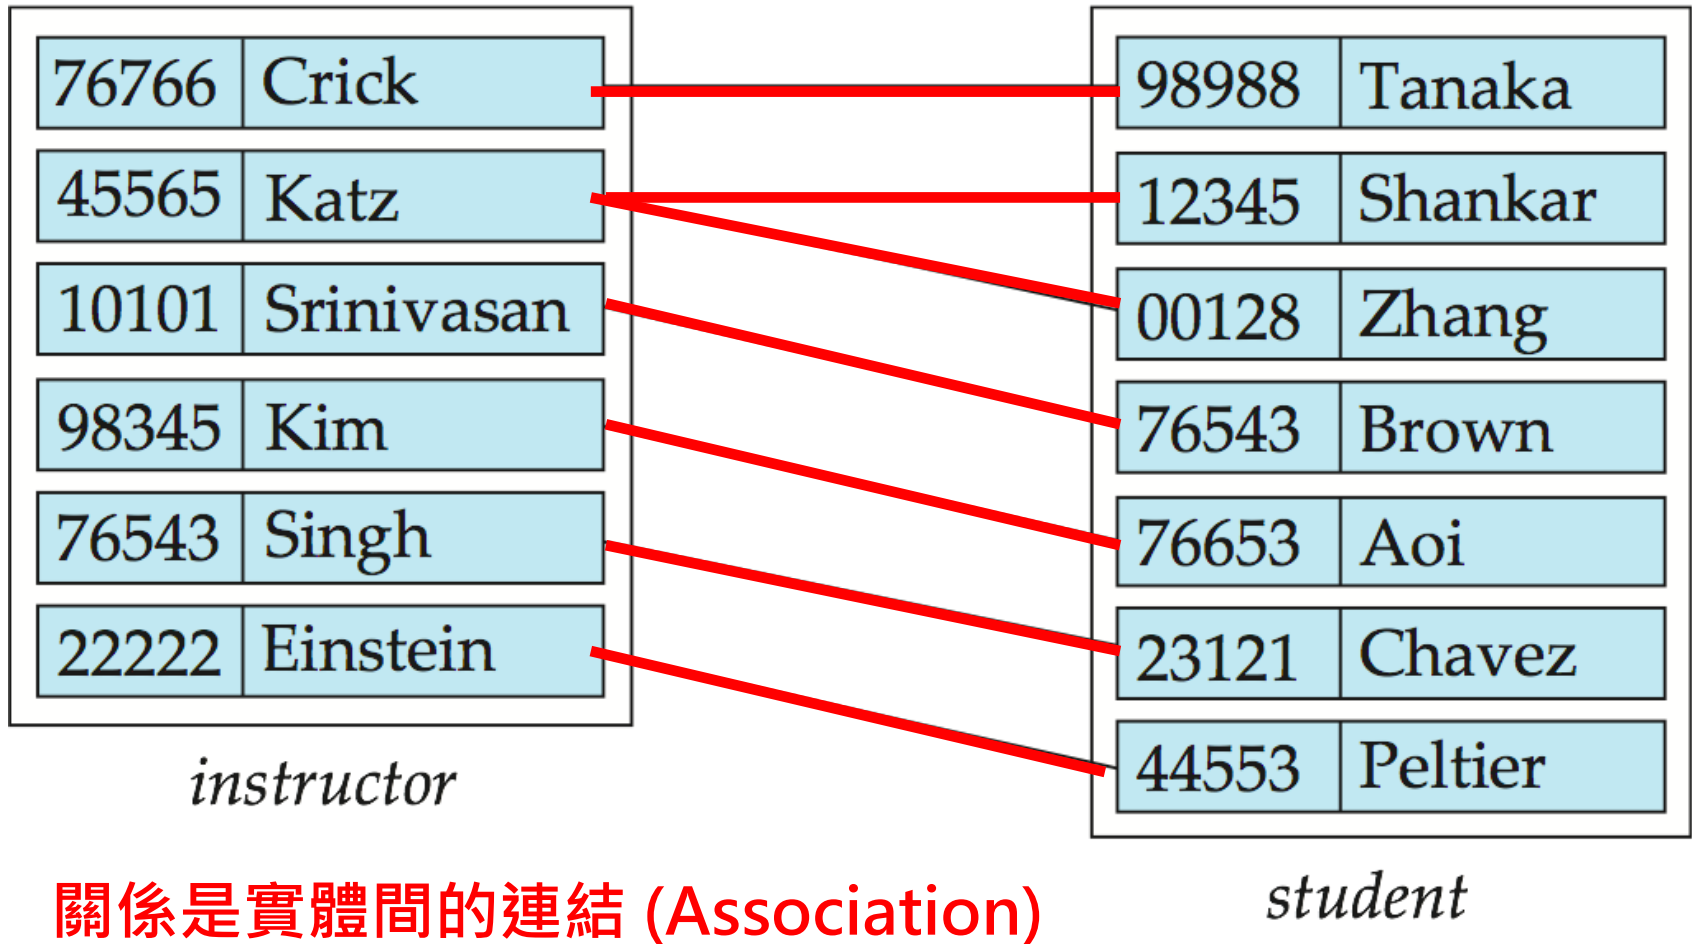 76766 Crick
45565 Katz
10101 Srinivasan
98345 Kim
76543 Singh
22222 Einstein
instructor
98988 Tanaka
12345 Shankar
00128 Zhang
76543 Brown
76653 Aoi
23121 Chavez
44553 Peltier
student
關係是實體間的連結 (Association)